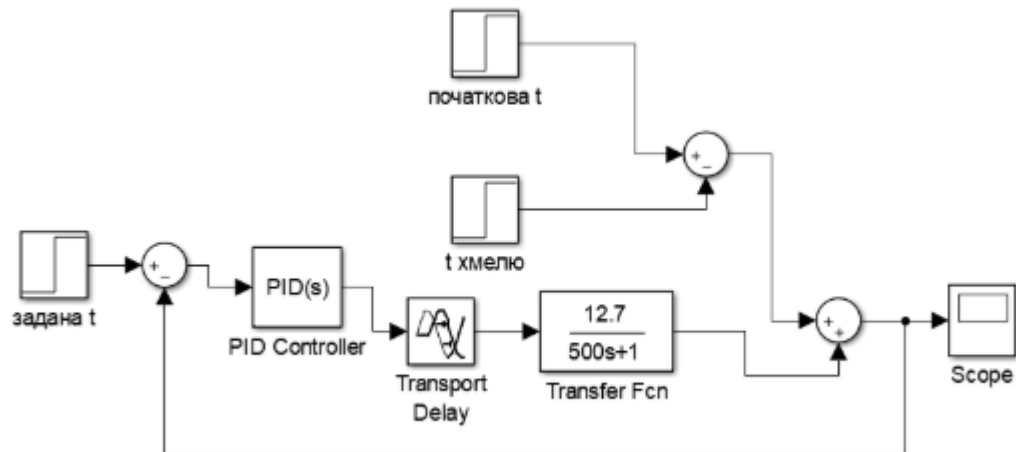 початкова t
t хмелю
задана t
PID(s)
PID Controller
Transport
Delay
12.7
500s+1
Transfer Fcn
Scope